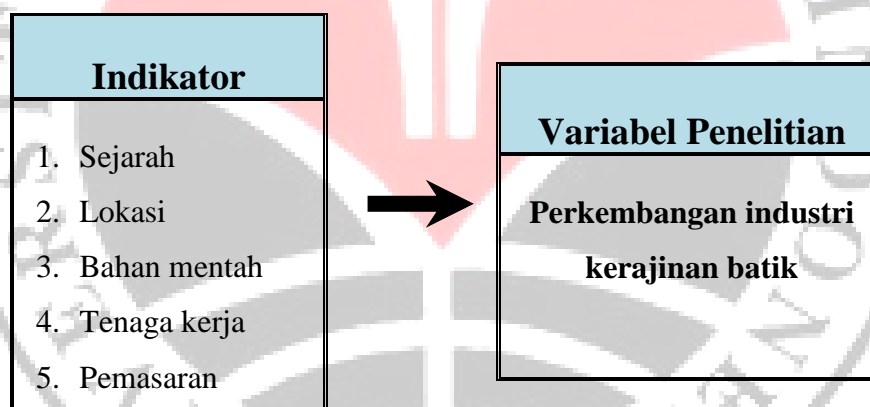 Indikator
1. Sejarah
2. Lokasi
3. Bahan mentah
4. Tenaga kerja
5. Pemasaran
Variabel Penelitian
Perkembangan industri
kerajinan batik